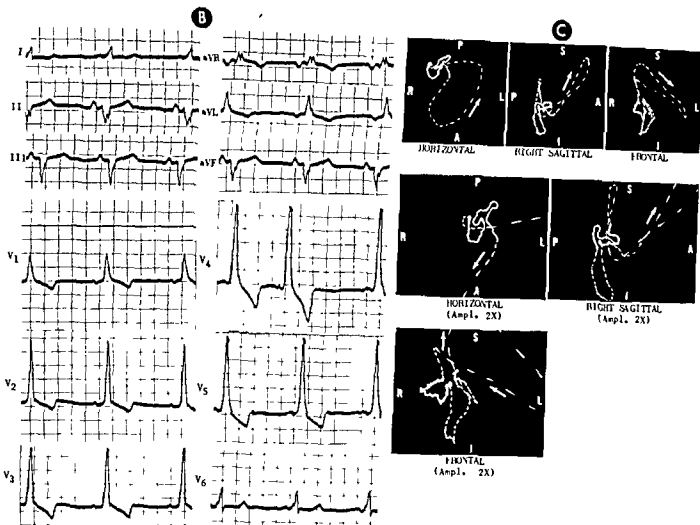 B
C
I
aVR
II
aVL
III
aVF
V1
V4
V2
V5
V3
V6
P
R
L
A
HORIZONTAL
S
P
A
I
RIGHT SAGITTAL
S
R
L
I
FRONTAL
P
R
L
A
HORIZONTAL
(Ampl. 2X)
S
P
A
I
RIGHT SAGITTAL
(Ampl. 2X)
S
R
L
I
FRONTAL
(Ampl. 2X)